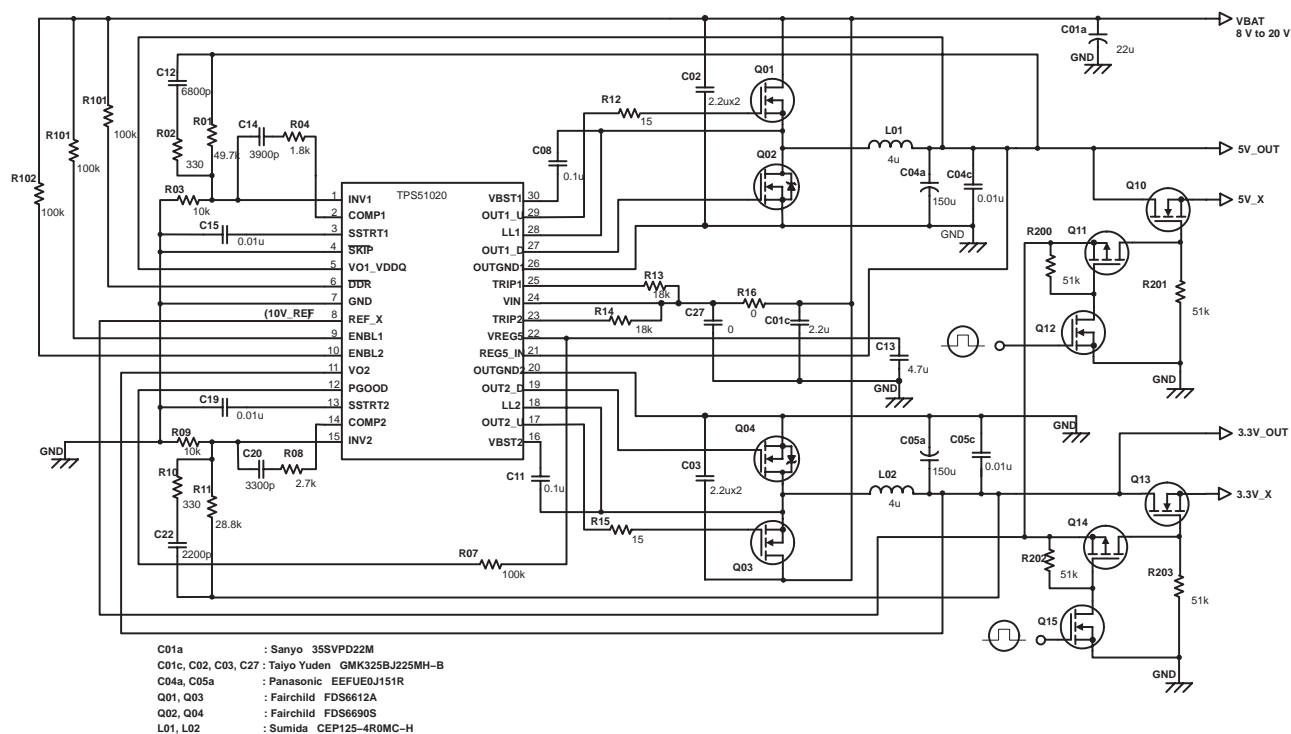 VBAT
8 V to 20 V
C01a
22u
GND
C12
6800p
R101
100k
R101
100k
R102
100k
R02
330
R01
49.7k
C14
3900p
R04
1.8k
R03
10k
C15
0.01u
C02
2.2ux2
Q01
R12
15
C08
0.1u
Q02
L01
4u
C04a
150u
C04c
0.01u
GND
5V_OUT
5V_X
Q10
Q11
R200
51k
R201
51k
Q12
GND
TPS51020
1 INV1
2 COMP1
3 SSTRT1
4 SKIP
5 VO1_VDDQ
6 DDR
7 GND
8 REF_X
9 ENBL1
10 ENBL2
11 VO2
12 PGOOD
13 SSTRT2
14 COMP2
15 INV2
VBST1 30
OUT1_U 29
LL1 28
OUT1_D 27
OUTGND1 26
TRIP1 25
VIN 24
TRIP2 23
VREG5 22
REG5_IN 21
OUTGND2 20
OUT2_D 19
LL2 18
OUT2_U 17
VBST2 16
(10V_REF
R13
18k
R14
18k
C27
0
R16
0
C01c
2.2u
C13
4.7u
GND
C19
0.01u
GND
R09
10k
C20
3300p
R08
2.7k
R10
330
R11
28.8k
C22
2200p
R07
100k
C11
0.1u
R15
15
C03
2.2ux2
Q04
Q03
L02
4u
C05a
150u
C05c
0.01u
GND
3.3V_OUT
3.3V_X
Q13
Q14
R202
51k
R203
51k
Q15
GND
C01a : Sanyo 35SVPD22M
C01c, C02, C03, C27 : Taiyo Yuden GMK325BJ225MH−B
C04a, C05a : Panasonic EEFUE0J151R
Q01, Q03 : Fairchild FDS6612A
Q02, Q04 : Fairchild FDS6690S
L01, L02 : Sumida CEP125−4R0MC−H